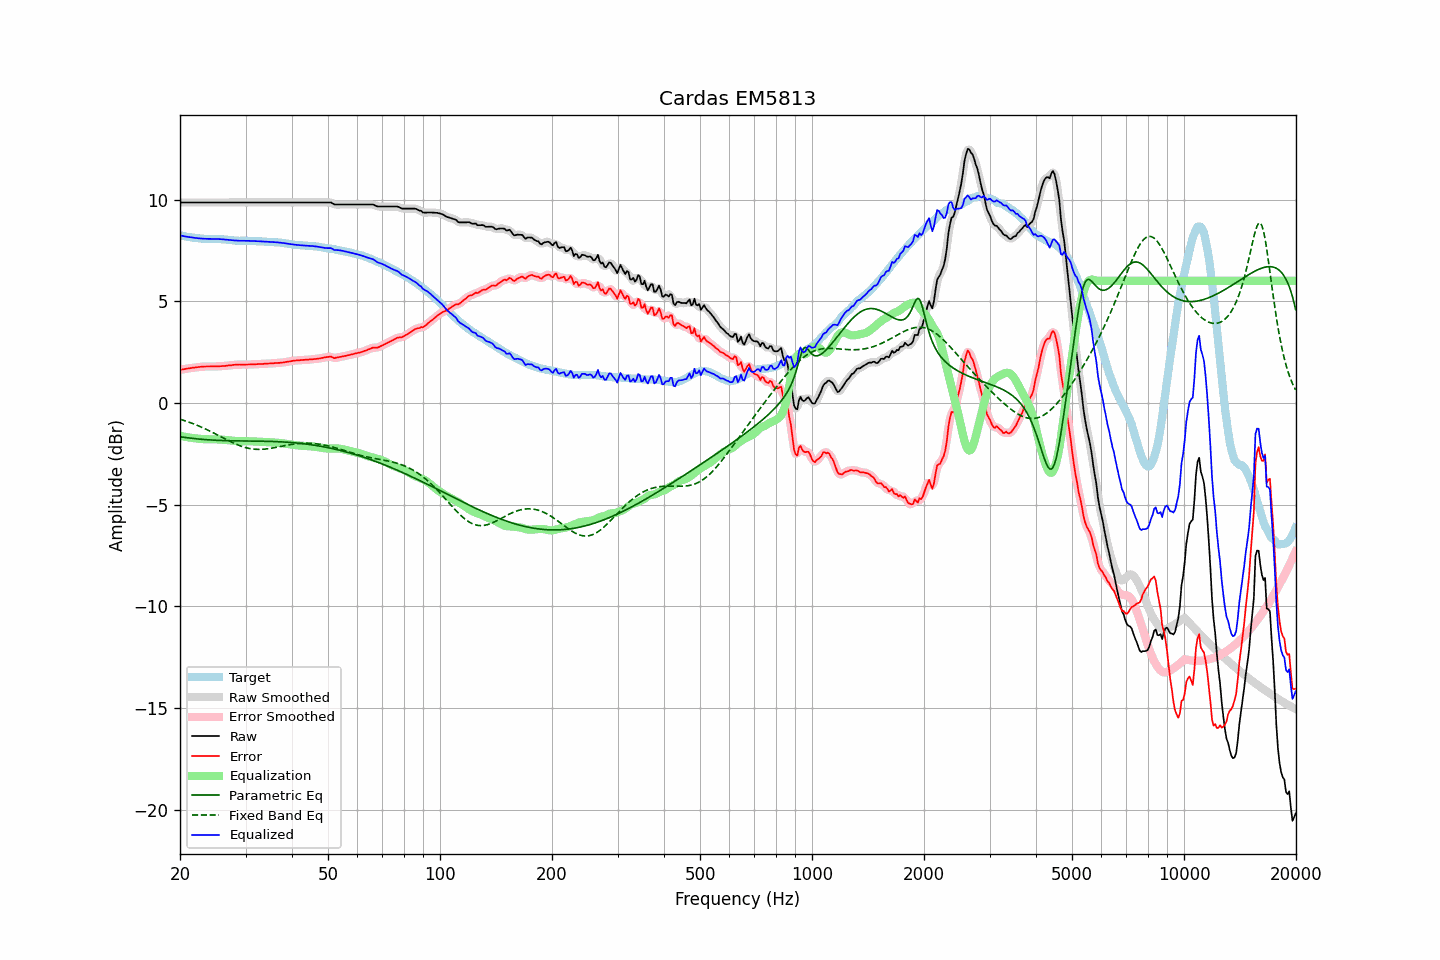 Cardas EM5813
Amplitude (dBr)
10
5
0
−5
−10
−15
−20
Target
Raw Smoothed
Error Smoothed
Raw
Error
Equalization
Parametric Eq
Fixed Band Eq
Equalized
20 50 100 200 500 1000 2000 5000 10000 20000
Frequency (Hz)